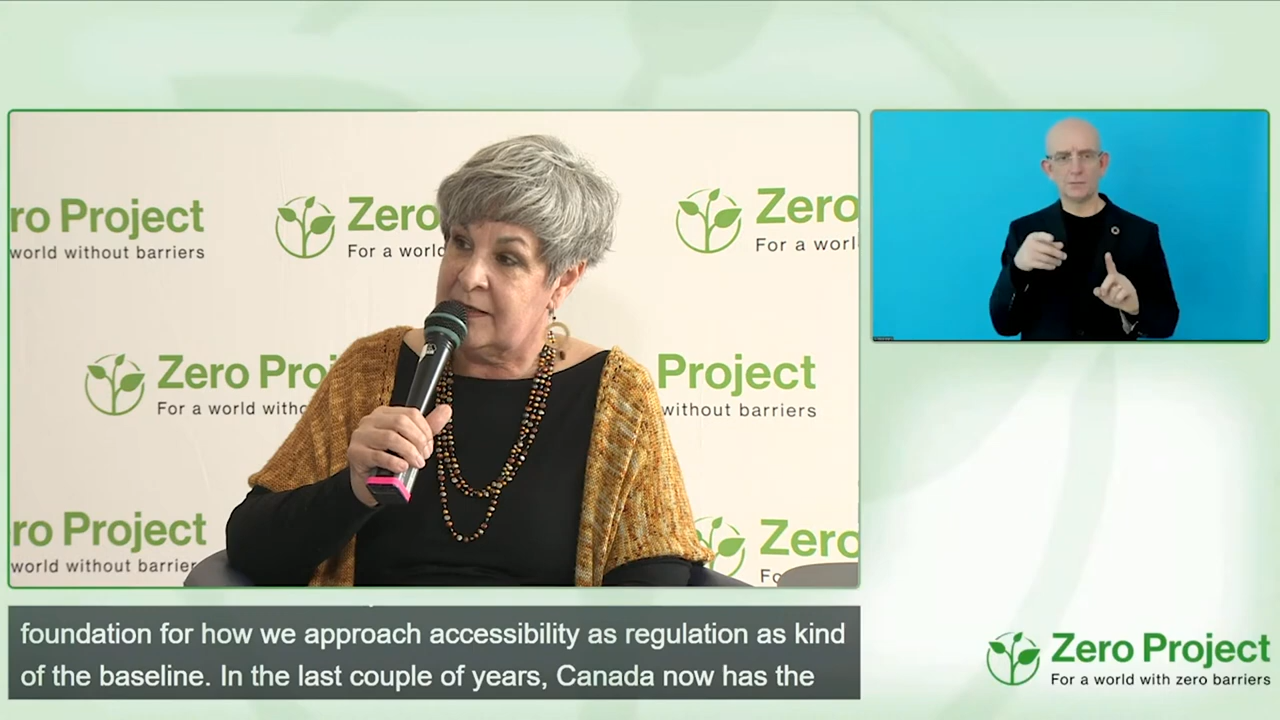 ro Project
world without barriers
Zero
For a world
Zero
For a worl
Zero Proj
For a world witho
Project
without barriers
ro Project
world without barrier
Zero
Fo
foundation for how we approach accessibility as regulation as kind
of the baseline. In the last couple of years, Canada now has the
Zero Project
For a world with zero barriers